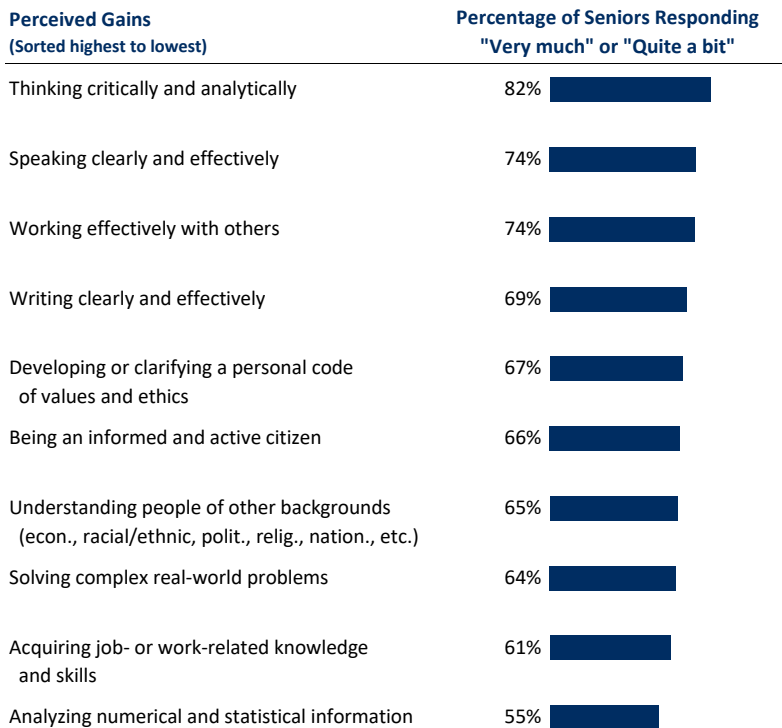 Perceived Gains
(Sorted highest to lowest)
Percentage of Seniors Responding
"Very much" or "Quite a bit"
Thinking critically and analytically 82%
Speaking clearly and effectively 74%
Working effectively with others 74%
Writing clearly and effectively 69%
Developing or clarifying a personal code
of values and ethics
67%
Being an informed and active citizen 66%
Understanding people of other backgrounds
(econ., racial/ethnic, polit., relig., nation., etc.)
65%
Solving complex real-world problems 64%
Acquiring job- or work-related knowledge
and skills
61%
Analyzing numerical and statistical information 55%